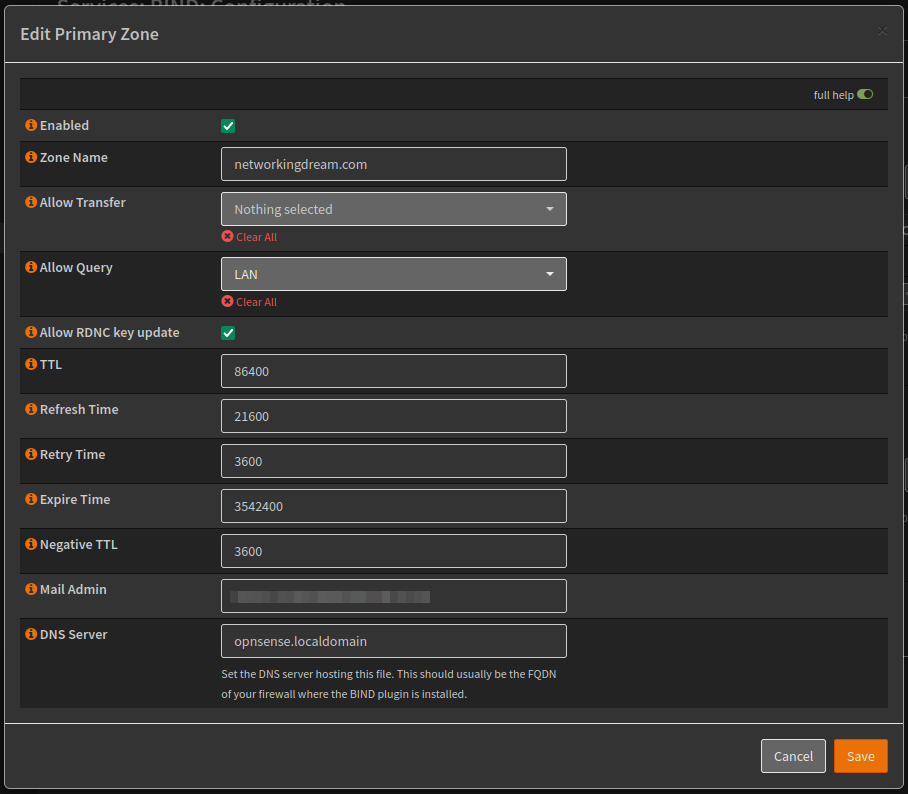 Services: BIND: Configuration
Edit Primary Zone
full help
Enabled
Zone Name
networkingdream.com
Allow Transfer
Nothing selected
Clear All
Allow Query
LAN
Clear All
Allow RDNC key update
TTL
86400
Refresh Time
21600
Retry Time
3600
Expire Time
3542400
Negative TTL
3600
Mail Admin
DNS Server
opnsense.localdomain
Set the DNS server hosting this file. This should usually be the FQDN
of your firewall where the BIND plugin is installed.
Cancel
Save